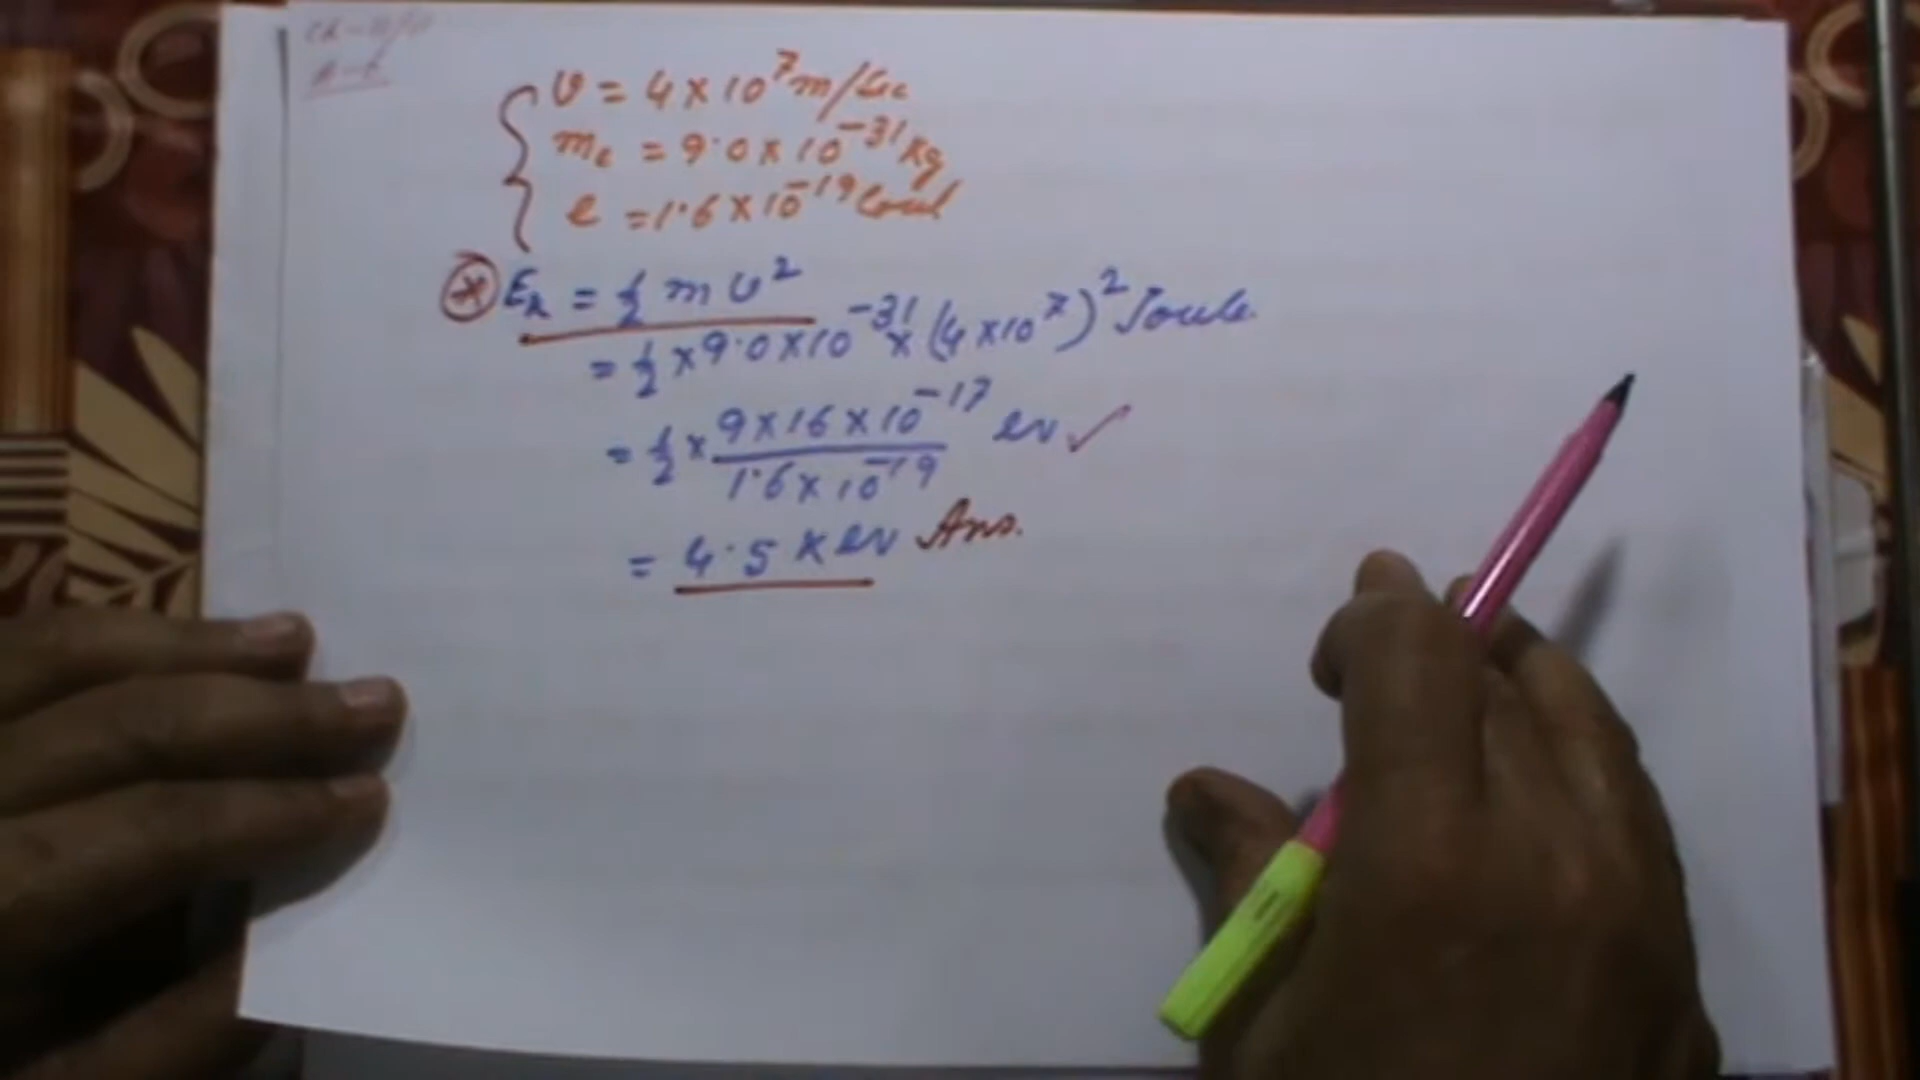 v = 4 × 10⁷ m/sec
mₑ = 9.0 × 10⁻³¹ kg
e = 1.6 × 10⁻¹⁹ Coul
Eₖ = ½ m v²
= ½ × 9.0 × 10⁻³¹ × (4 × 10⁷)² Joule
= ½ × (9 × 16 × 10⁻¹⁷)/(1.6 × 10⁻¹⁹) ev ✓
= 4.5 kev Ans.